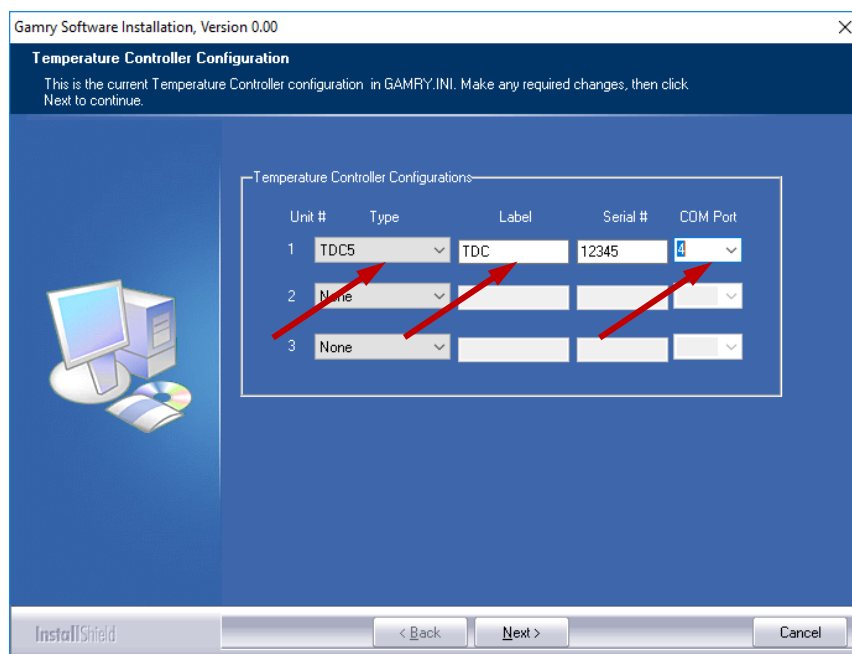 Gamry Software Installation, Version 0.00
Temperature Controller Configuration
This is the current Temperature Controller configuration in GAMRY.INI. Make any required changes, then click
Next to continue.
Temperature Controller Configurations
Unit # Type Label Serial # COM Port
1 TDC5 TDC 12345 4
2 None
3 None
InstallShield
< Back Next > Cancel